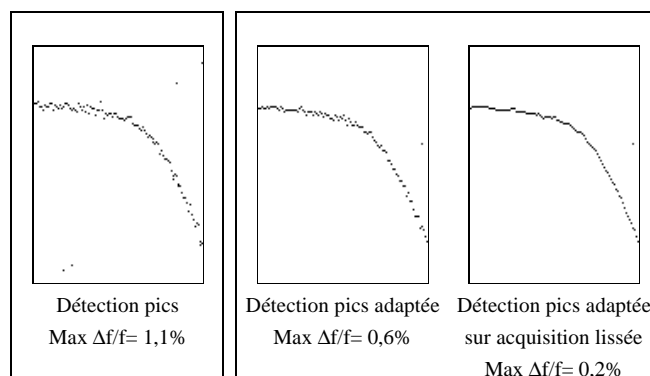 Détection pics
Max Δf/f= 1,1%
Détection pics adaptée
Max Δf/f= 0,6%
Détection pics adaptée
sur acquisition lissée
Max Δf/f= 0,2%